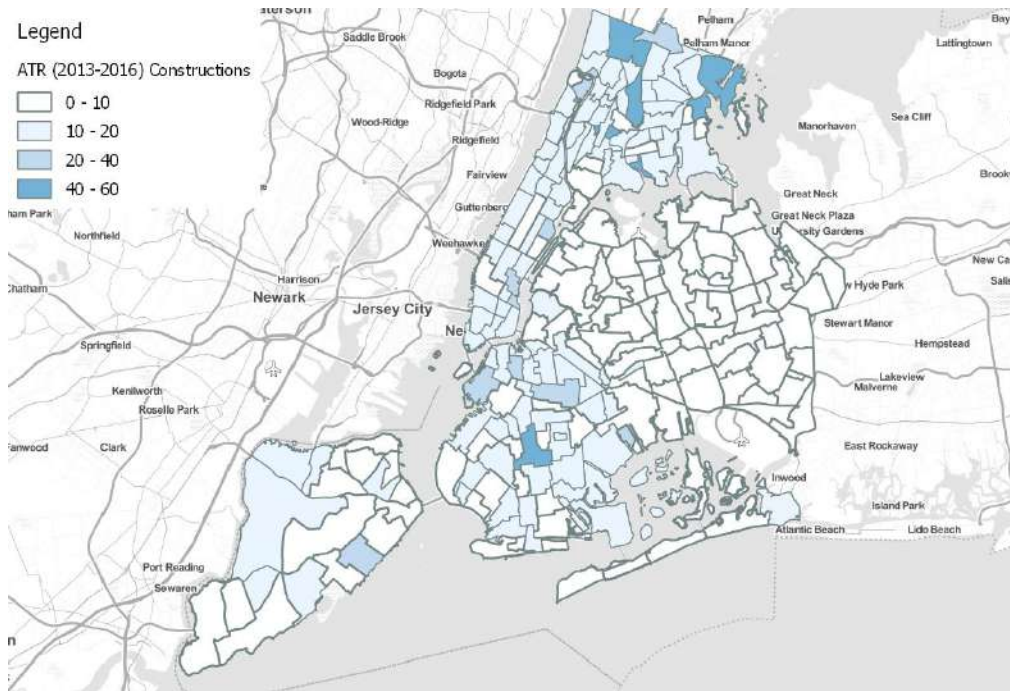 Legend
ATR (2013-2016) Constructions
0 - 10
10 - 20
20 - 40
40 - 60
Saddle Brook
Pelham
Pelham Manor
Lattingtown
Bogota
Ridgefield Park
Wood-Ridge
Ridgefield
Sea Cliff
Manorhaven
Fairview
Great Neck
Guttenberg
Great Neck Plaza
Northfield
Harrison
Newark
Chatham
Jersey City
Hyde Park
Stewart Manor
Springfield
Hempstead
Kenilworth
Lakeview
Roselle Park
Malverne
Clark
East Rockaway
Inwood
Island Park
Atlantic Beach
Lido Beach
Port Reading
Sewaren